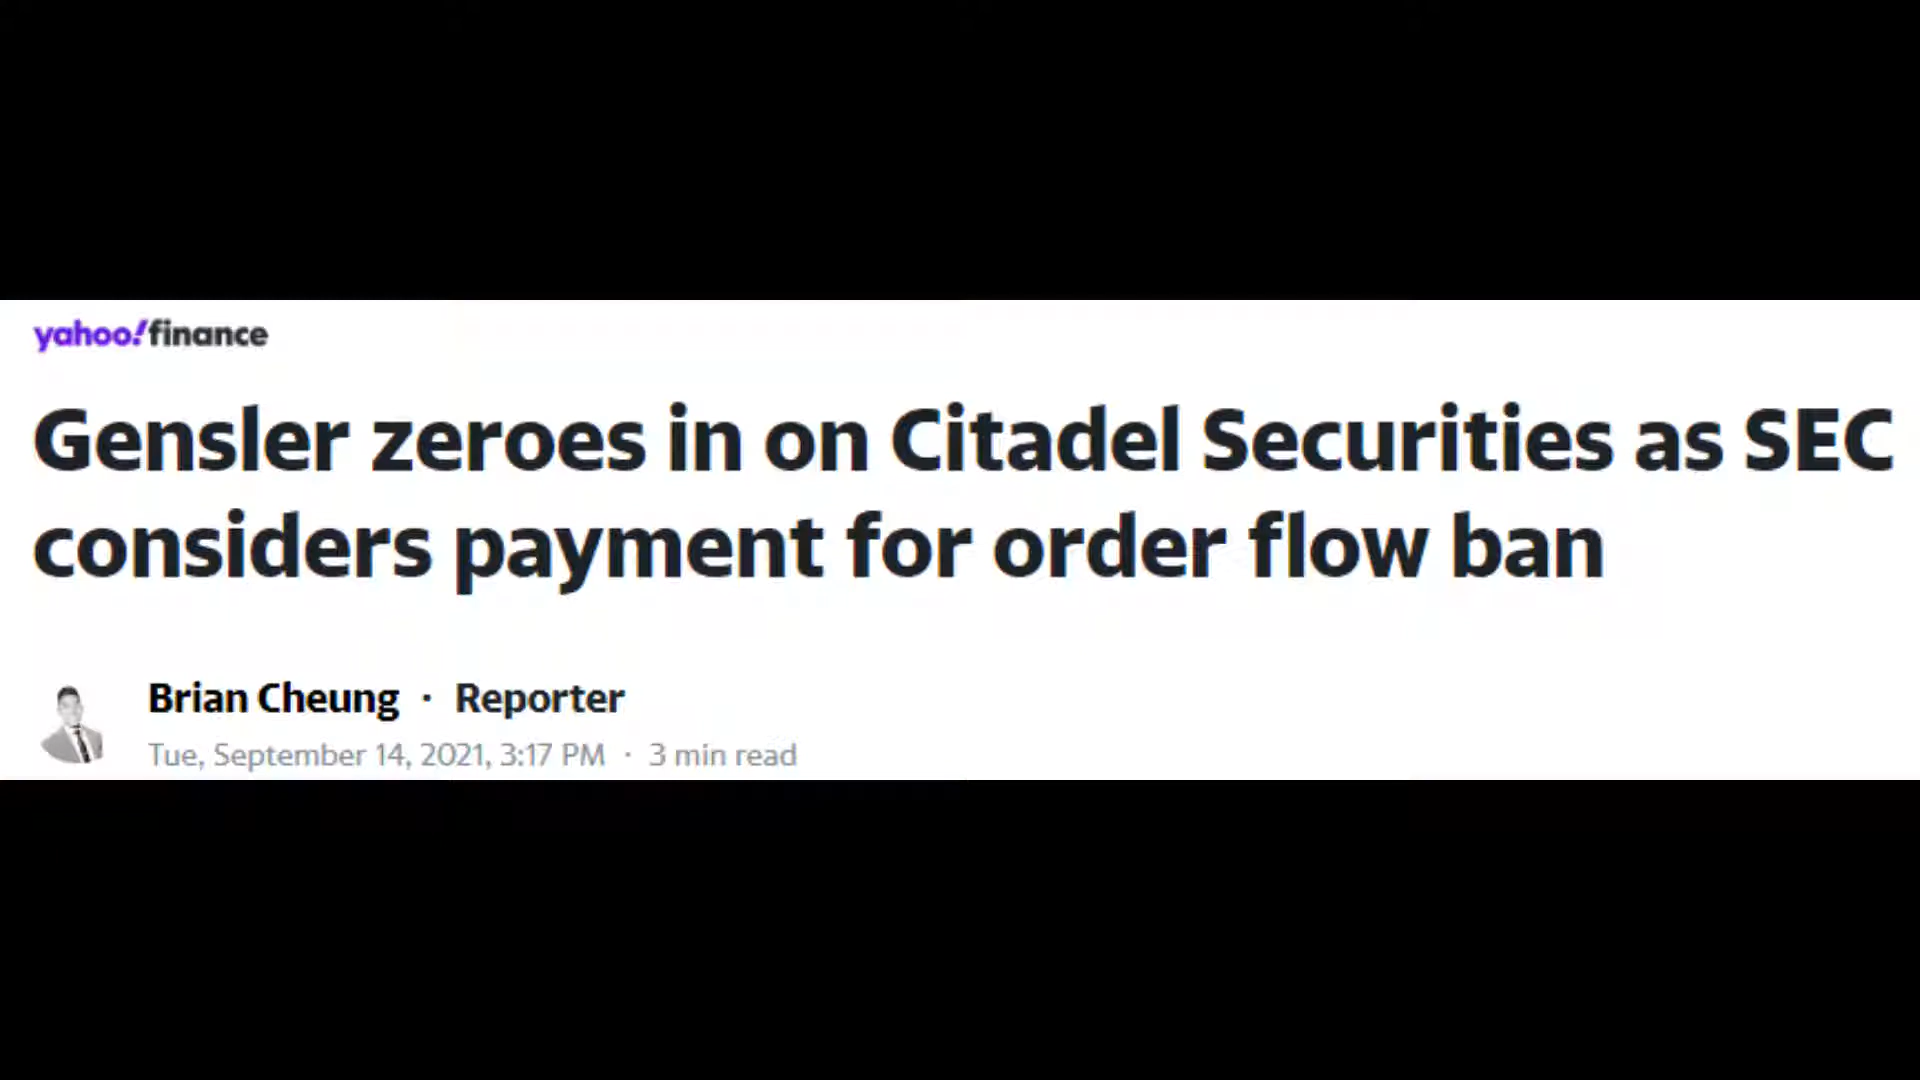 yahoo!finance
Gensler zeroes in on Citadel Securities as SEC
considers payment for order flow ban
Brian Cheung · Reporter
Tue, September 14, 2021, 3:17 PM · 3 min read